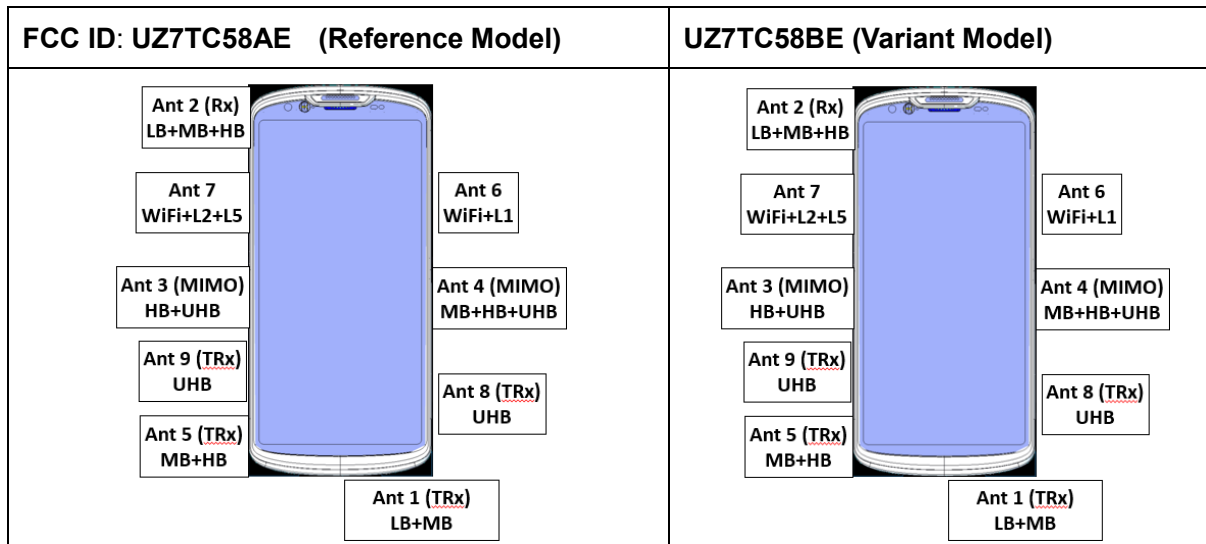 FCC ID: UZ7TC58AE (Reference Model)
UZ7TC58BE (Variant Model)
Ant 2 (Rx)
LB+MB+HB
Ant 7
WiFi+L2+L5
Ant 6
WiFi+L1
Ant 3 (MIMO)
HB+UHB
Ant 4 (MIMO)
MB+HB+UHB
Ant 9 (TRx)
UHB
Ant 8 (TRx)
UHB
Ant 5 (TRx)
MB+HB
Ant 1 (TRx)
LB+MB
Ant 2 (Rx)
LB+MB+HB
Ant 7
WiFi+L2+L5
Ant 6
WiFi+L1
Ant 3 (MIMO)
HB+UHB
Ant 4 (MIMO)
MB+HB+UHB
Ant 9 (TRx)
UHB
Ant 8 (TRx)
UHB
Ant 5 (TRx)
MB+HB
Ant 1 (TRx)
LB+MB